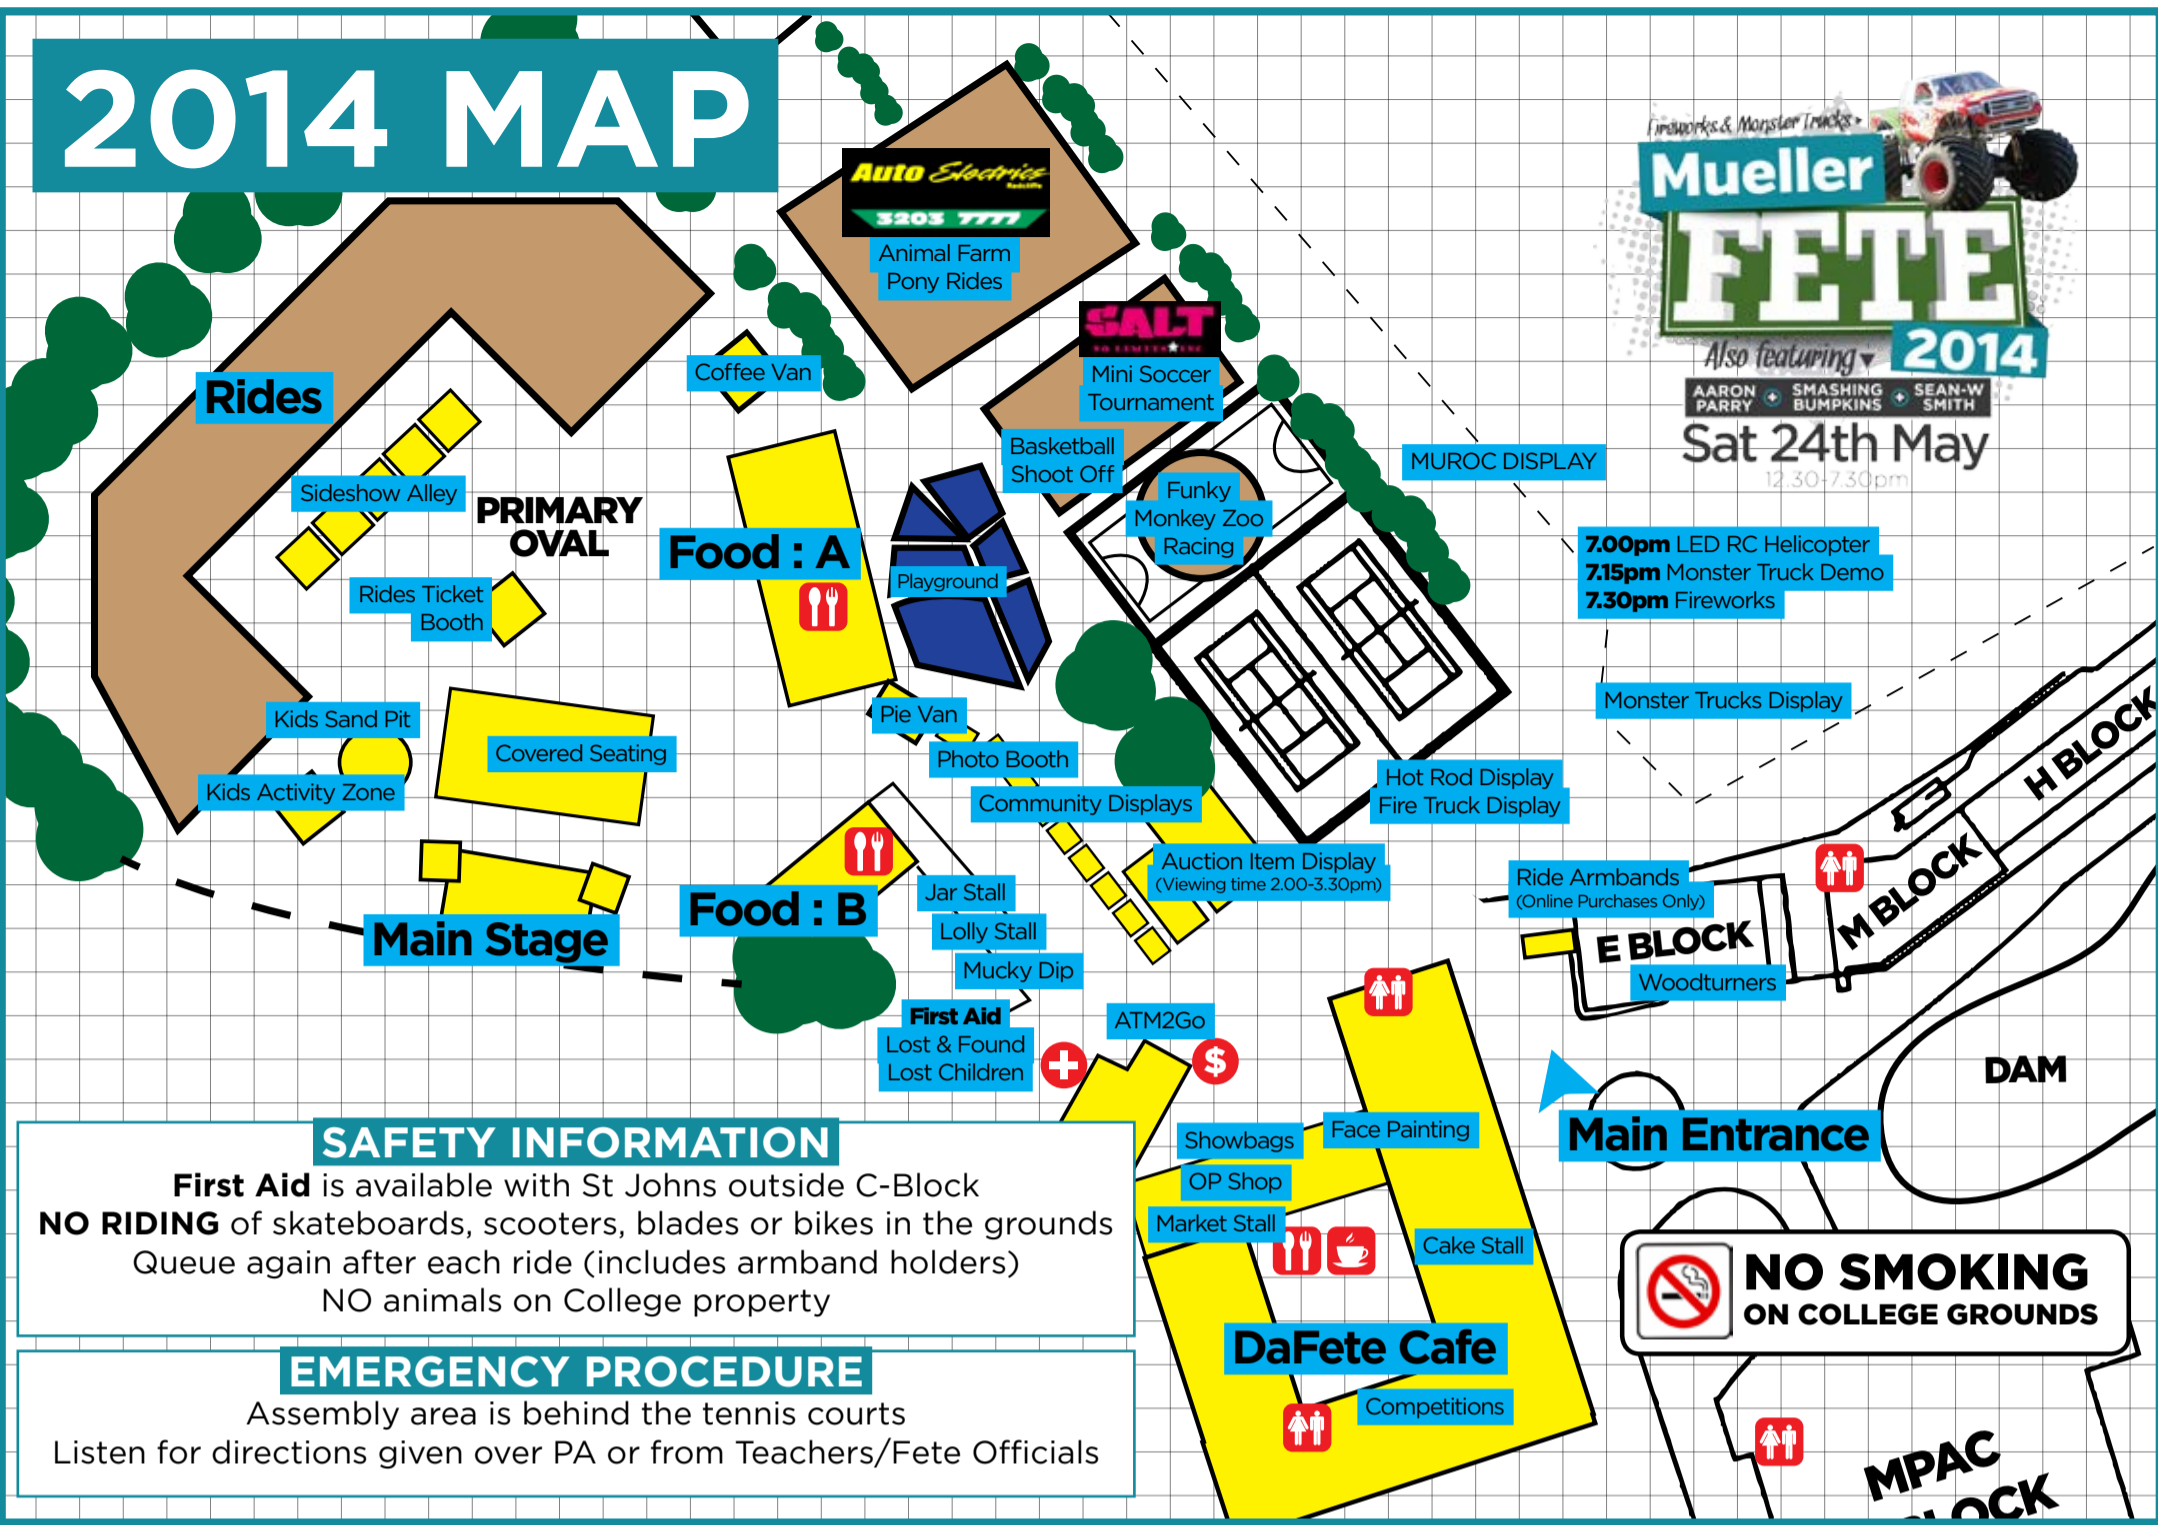 2014 MAP
Fireworks & Monster Trucks
Mueller
FETE
2014
Also featuring
AARON PARRY + SMASHING BUMPKINS + SEAN-W SMITH
Sat 24th May
12.30-7.30pm
Auto Electrics
Redcliffe
3203 7777
Animal Farm
Pony Rides
SALT
NO LIMITS INC
Mini Soccer
Tournament
Basketball
Shoot Off
Funky
Monkey Zoo
Racing
Coffee Van
Rides
Sideshow Alley
PRIMARY
OVAL
Rides Ticket
Booth
Food : A
Playground
MUROC DISPLAY
7.00pm LED RC Helicopter
7.15pm Monster Truck Demo
7.30pm Fireworks
Monster Trucks Display
Kids Sand Pit
Kids Activity Zone
Covered Seating
Pie Van
Photo Booth
Community Displays
Hot Rod Display
Fire Truck Display
Auction Item Display
(Viewing time 2.00-3.30pm)
Main Stage
Food : B
Jar Stall
Lolly Stall
Mucky Dip
Ride Armbands
(Online Purchases Only)
E BLOCK
Woodturners
M BLOCK
H BLOCK
DAM
First Aid
Lost & Found
Lost Children
ATM2Go
$
Showbags
OP Shop
Market Stall
Face Painting
Cake Stall
DaFete Cafe
Competitions
Main Entrance
SAFETY INFORMATION
First Aid is available with St Johns outside C-Block
NO RIDING of skateboards, scooters, blades or bikes in the grounds
Queue again after each ride (includes armband holders)
NO animals on College property
EMERGENCY PROCEDURE
Assembly area is behind the tennis courts
Listen for directions given over PA or from Teachers/Fete Officials
NO SMOKING
ON COLLEGE GROUNDS
MPAC
LOCK